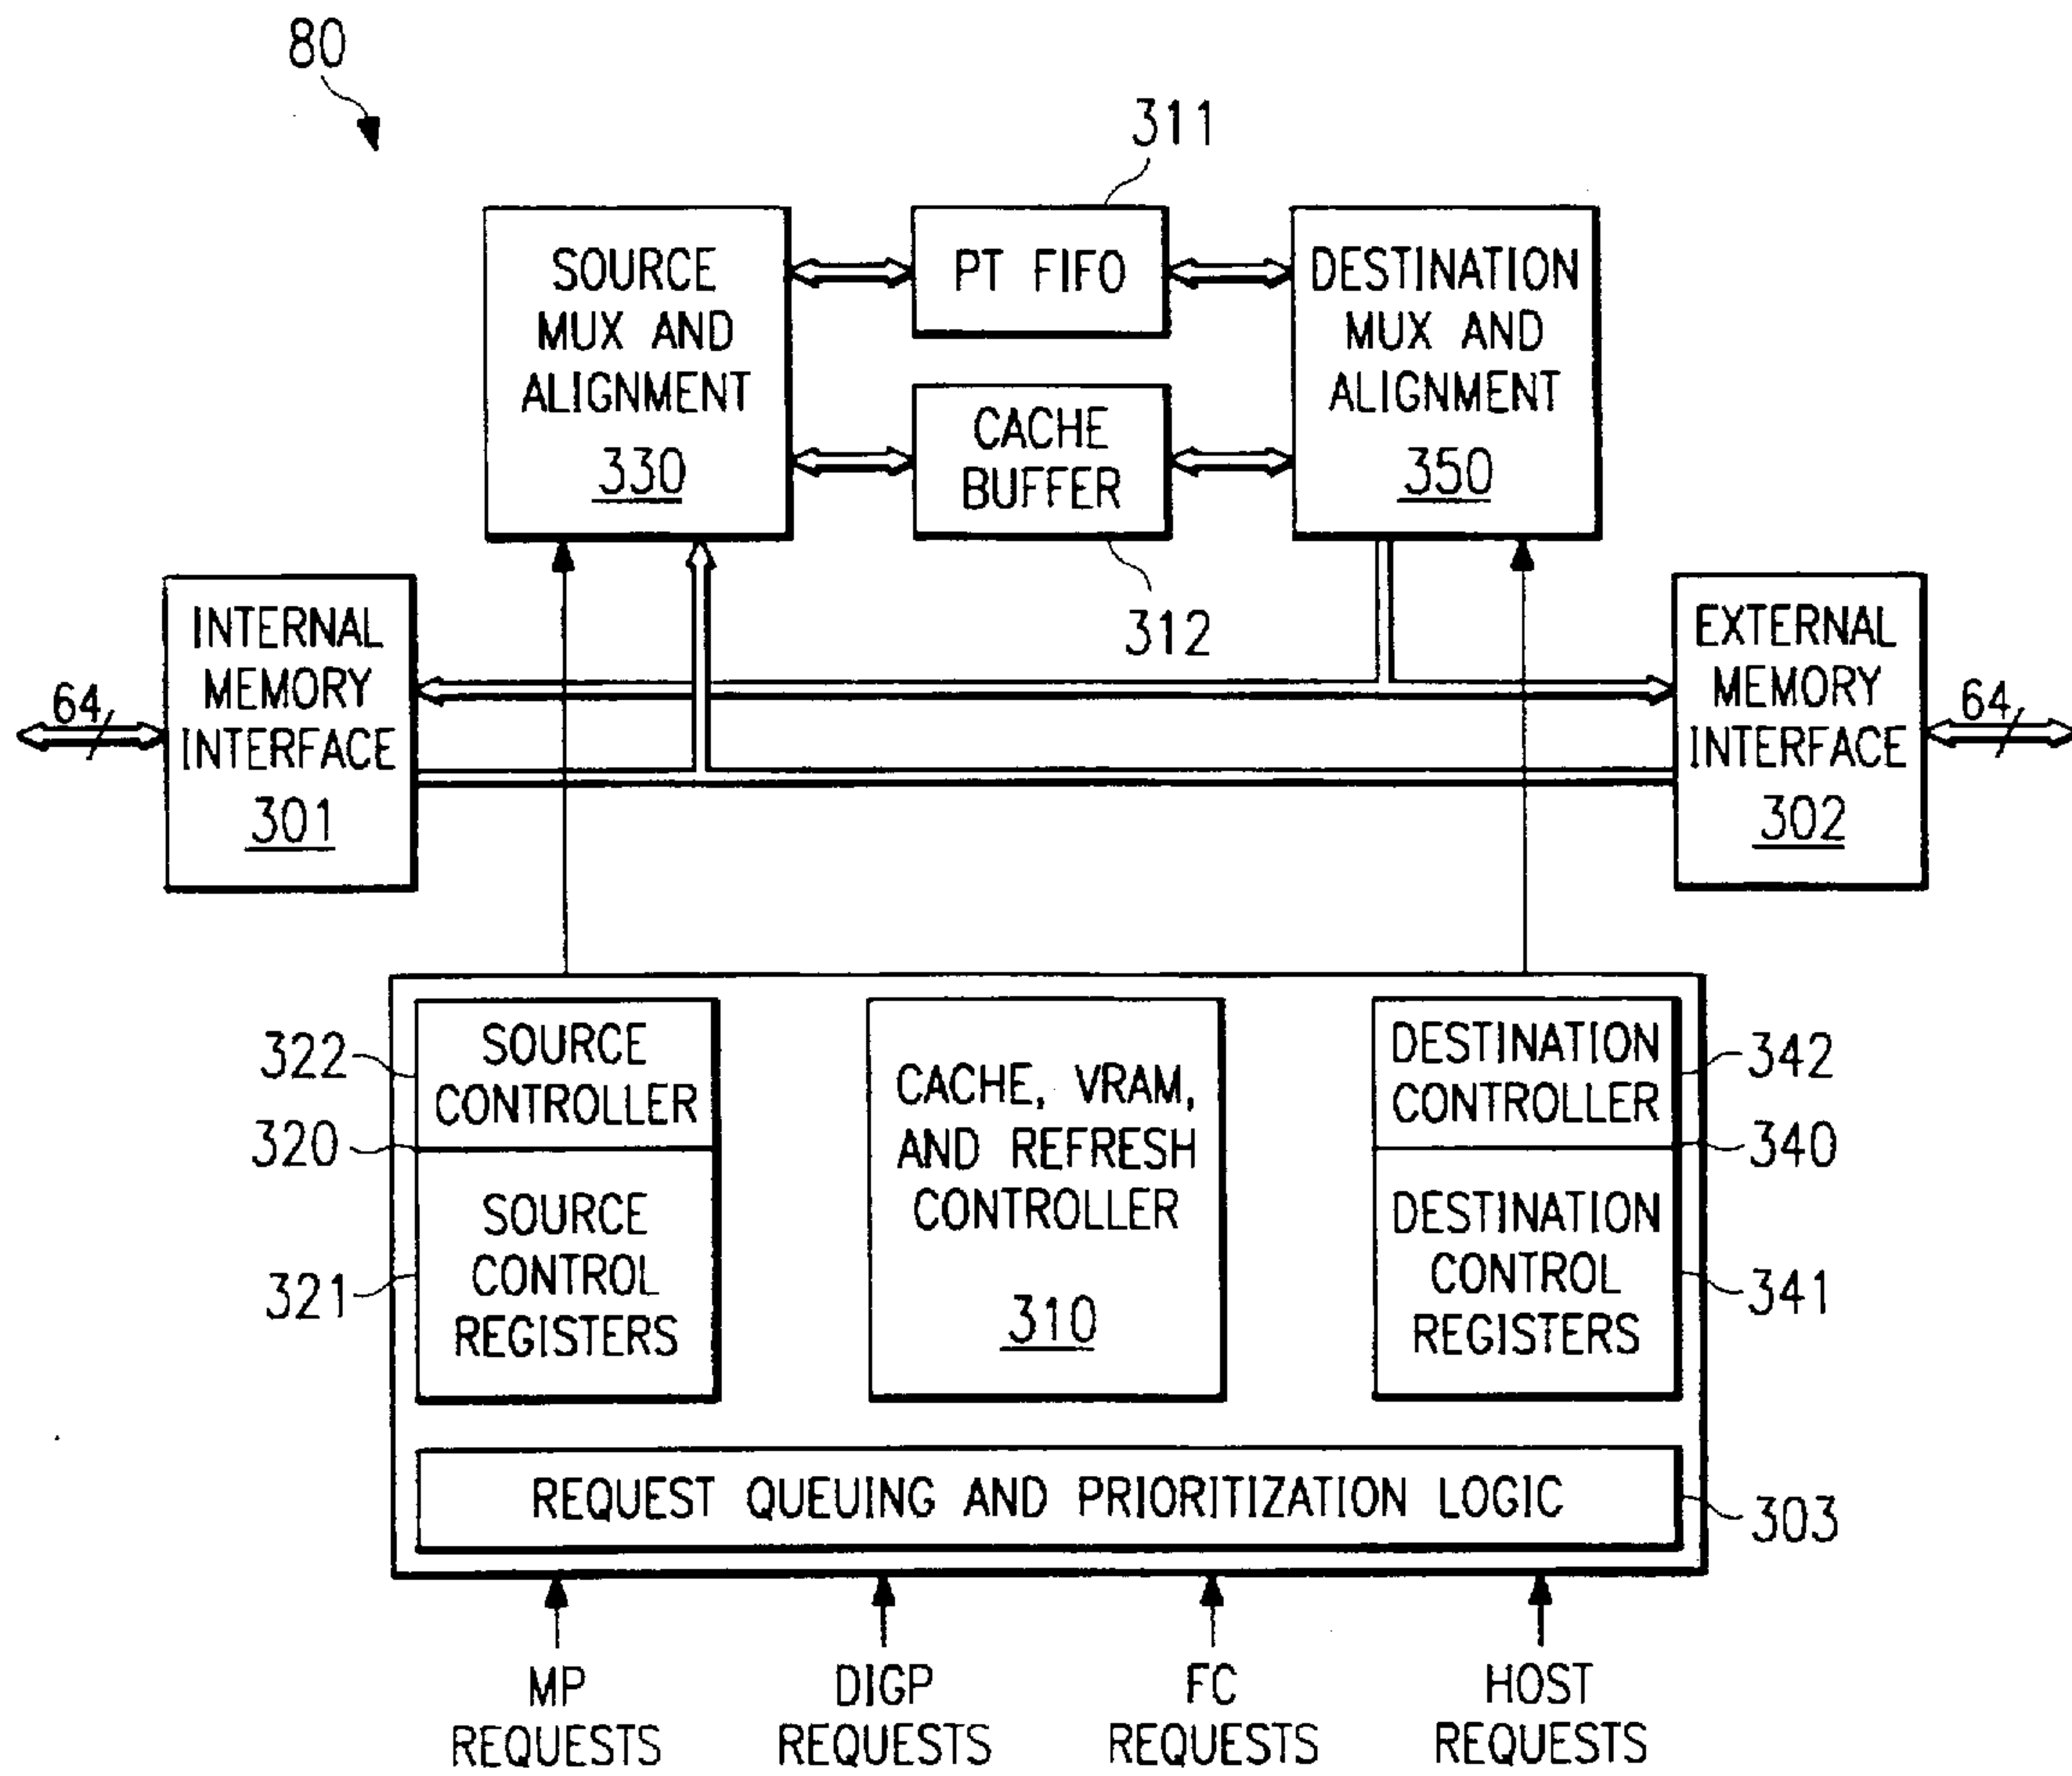 80
311
SOURCE
MUX AND
ALIGNMENT
330
PT FIFO
DESTINATION
MUX AND
ALIGNMENT
350
CACHE
BUFFER
312
INTERNAL
MEMORY
INTERFACE
301
64
EXTERNAL
MEMORY
INTERFACE
302
64
322
SOURCE
CONTROLLER
320
321
SOURCE
CONTROL
REGISTERS
CACHE, VRAM,
AND REFRESH
CONTROLLER
310
DESTINATION
CONTROLLER
342
340
DESTINATION
CONTROL
REGISTERS
341
REQUEST QUEUING AND PRIORITIZATION LOGIC
303
MP
REQUESTS
DIGP
REQUESTS
FC
REQUESTS
HOST
REQUESTS